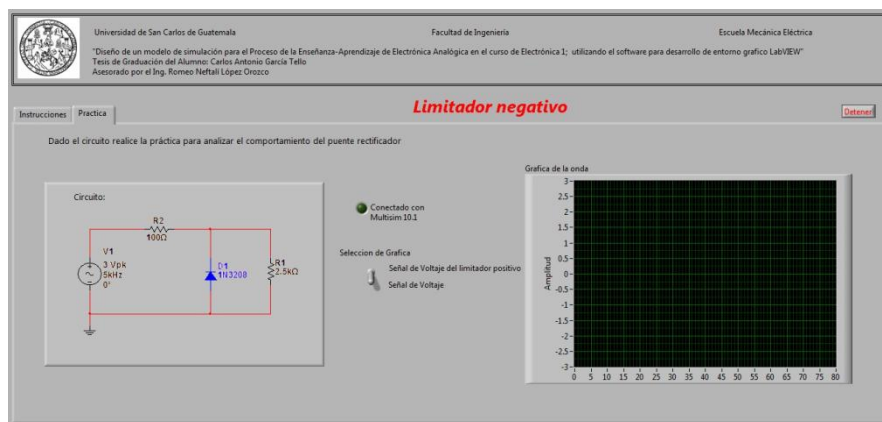 Universidad de San Carlos de Guatemala Facultad de Ingeniería Escuela Mecánica Eléctrica
"Diseño de un modelo de simulación para el Proceso de la Enseñanza-Aprendizaje de Electrónica Analógica en el curso de Electrónica 1; utilizando el software para desarrollo de entorno grafico LabVIEW"
Tesis de Graduación del Alumno: Carlos Antonio García Tello
Asesorado por el Ing. Romeo Neftalí López Orozco
Limitador negativo
Instrucciones Practica
Detener
Dado el circuito realice la práctica para analizar el comportamiento del puente rectificador
Circuito:
R2
100Ω
V1
3 Vpk
5kHz
0°
D1
1N3208
R1
2.5kΩ
Conectado con
Multisim 10.1
Seleccion de Grafica
Señal de Voltaje del limitador positivo
Señal de Voltaje
Grafica de la onda
Amplitud
3
2.5
2
1.5
1
0.5
0
-0.5
-1
-1.5
-2
-2.5
-3
0 5 10 15 20 25 30 35 40 45 50 55 60 65 70 75 80